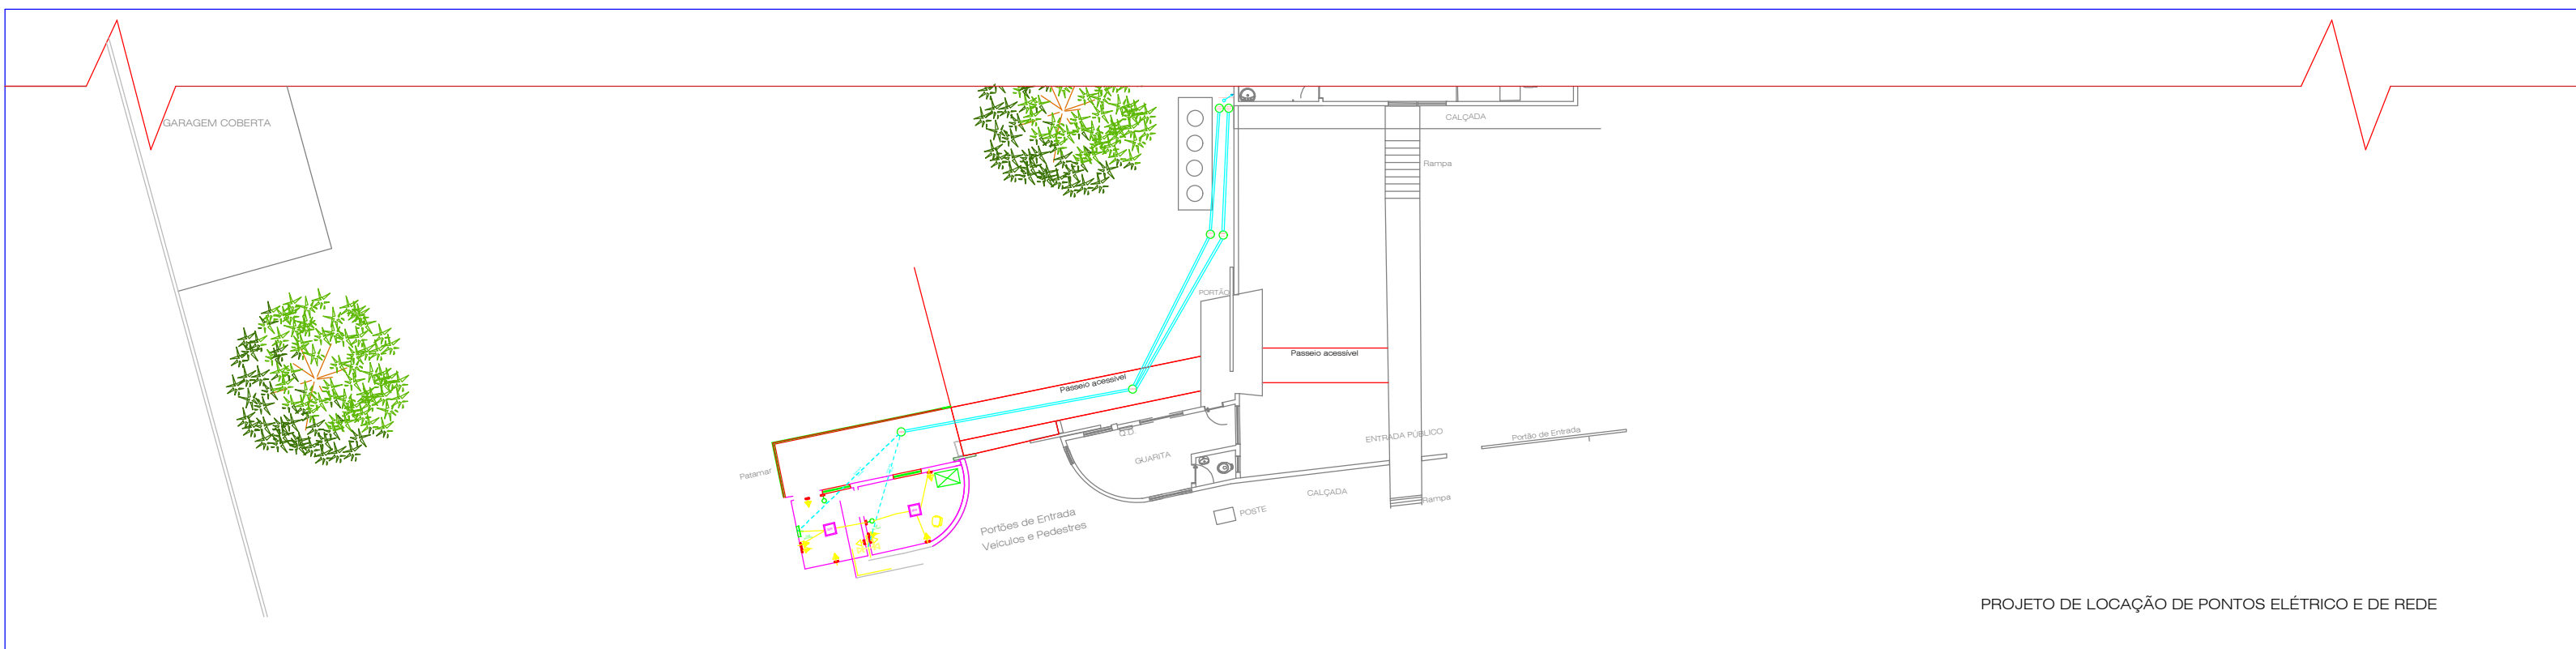 GARAGEM COBERTA
CALÇADA
Rampa
PORTÃO
Passeio acessível
Passeio acessível
Q.D.
ENTRADA PÚBLICO
Portão de Entrada
GUARITA
Patamar
CALÇADA
Rampa
POSTE
Portões de Entrada
Veículos e Pedestres
PROJETO DE LOCAÇÃO DE PONTOS ELÉTRICO E DE REDE